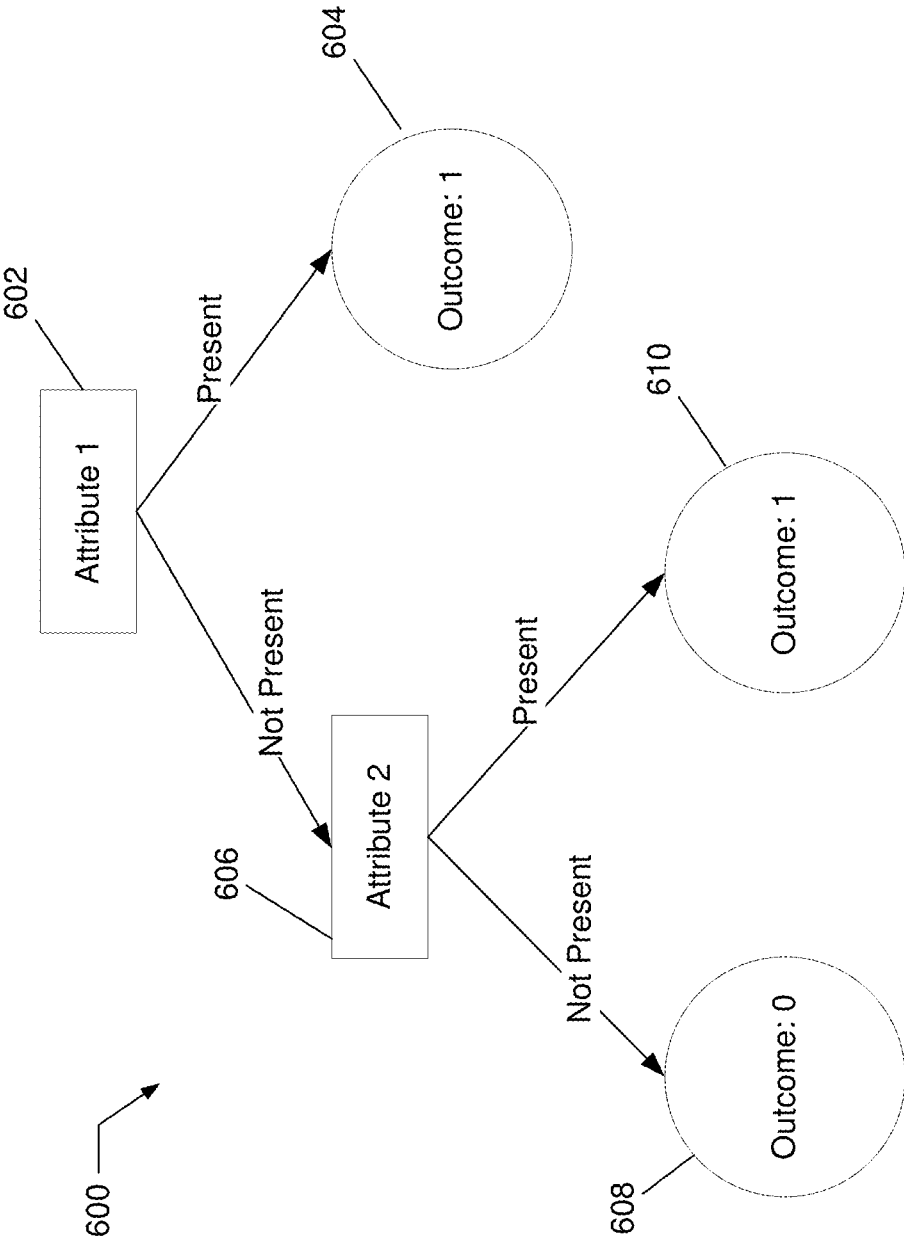 600
602
Attribute 1
Not Present
Present
606
Attribute 2
604
Outcome: 1
Not Present
Present
608
Outcome: 0
610
Outcome: 1